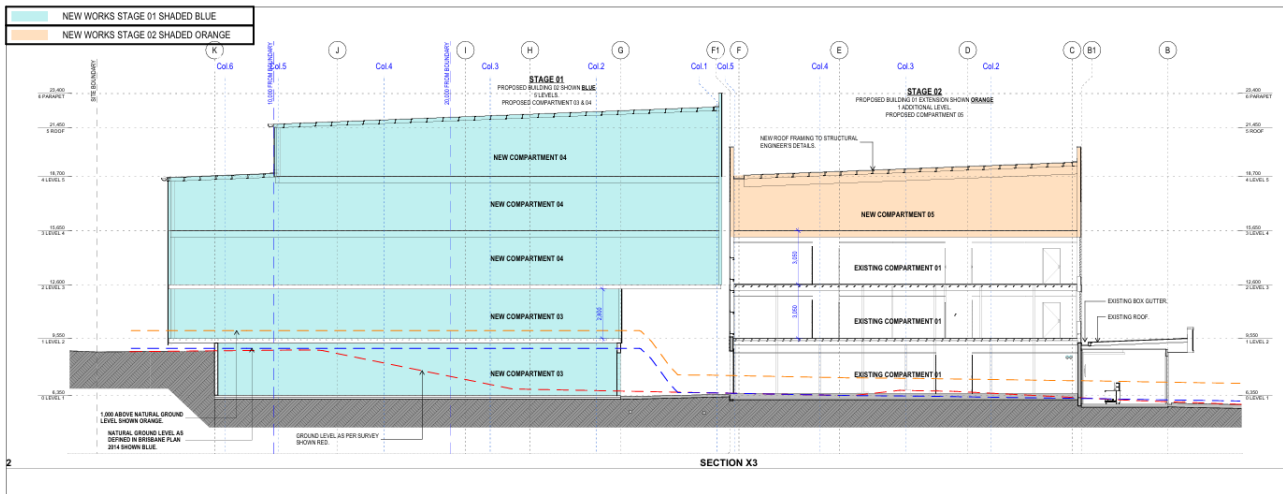 NEW WORKS STAGE 01 SHADED BLUE
NEW WORKS STAGE 02 SHADED ORANGE
K
J
I
H
G
F1
F
E
D
C
B1
B
Col.6
Col.5
Col.4
Col.3
Col.2
Col.1
Col.5
Col.4
Col.3
Col.2
SITE BOUNDARY
10,000 FROM BOUNDARY
20,000 FROM BOUNDARY
STAGE 01
PROPOSED BUILDING 02 SHOWN BLUE
5 LEVELS.
PROPOSED COMPARTMENT 03 & 04
STAGE 02
PROPOSED BUILDING 01 EXTENSION SHOWN ORANGE
1 ADDITIONAL LEVEL.
PROPOSED COMPARTMENT 05
23,400
6 PARAPET
23,400
6 PARAPET
21,450
5 ROOF
21,450
5 ROOF
NEW ROOF FRAMING TO STRUCTURAL
ENGINEER'S DETAILS.
NEW COMPARTMENT 04
18,700
4 LEVEL 5
18,700
4 LEVEL 5
NEW COMPARTMENT 04
NEW COMPARTMENT 05
15,650
3 LEVEL 4
15,650
3 LEVEL 4
NEW COMPARTMENT 04
3,050
EXISTING COMPARTMENT 01
12,600
2 LEVEL 3
12,600
2 LEVEL 3
NEW COMPARTMENT 03
3,050
EXISTING COMPARTMENT 01
EXISTING BOX GUTTER.
EXISTING ROOF.
9,550
1 LEVEL 2
9,550
1 LEVEL 2
NEW COMPARTMENT 03
EXISTING COMPARTMENT 01
6,350
0 LEVEL 1
6,350
0 LEVEL 1
1,000 ABOVE NATURAL GROUND
LEVEL SHOWN ORANGE.
NATURAL GROUND LEVEL AS
DEFINED IN BRISBANE PLAN
2014 SHOWN BLUE.
GROUND LEVEL AS PER SURVEY
SHOWN RED.
2
SECTION X3